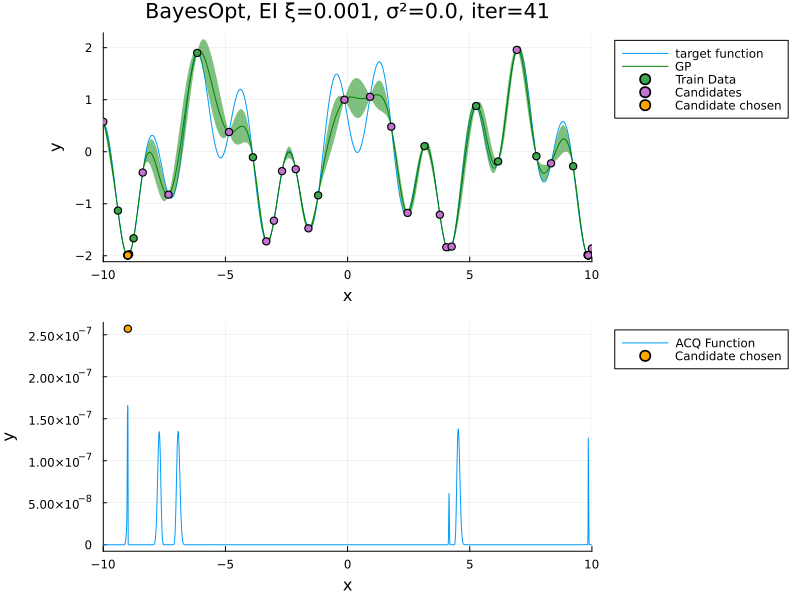 BayesOpt, EI ξ=0.001, σ²=0.0, iter=41
2
1
0
−1
−2
y
−10
−5
0
5
10
x
target function
GP
Train Data
Candidates
Candidate chosen
2.50×10⁻⁷
2.00×10⁻⁷
1.50×10⁻⁷
1.00×10⁻⁷
5.00×10⁻⁸
0
y
−10
−5
0
5
10
x
ACQ Function
Candidate chosen